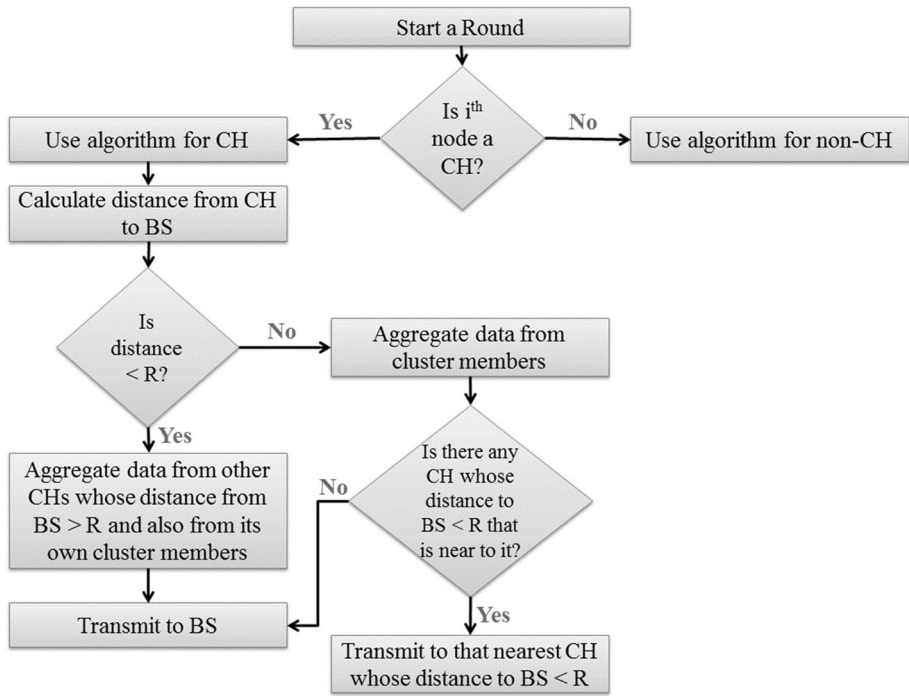 Start a Round
Is iᵗʰ
node a
CH?
Yes
No
Use algorithm for CH
Use algorithm for non-CH
Calculate distance from CH
to BS
Is
distance
< R?
No
Aggregate data from
cluster members
Yes
Aggregate data from other
CHs whose distance from
BS > R and also from its
own cluster members
Is there any
CH whose
distance to
BS < R that
is near to it?
No
Transmit to BS
Yes
Transmit to that nearest CH
whose distance to BS < R